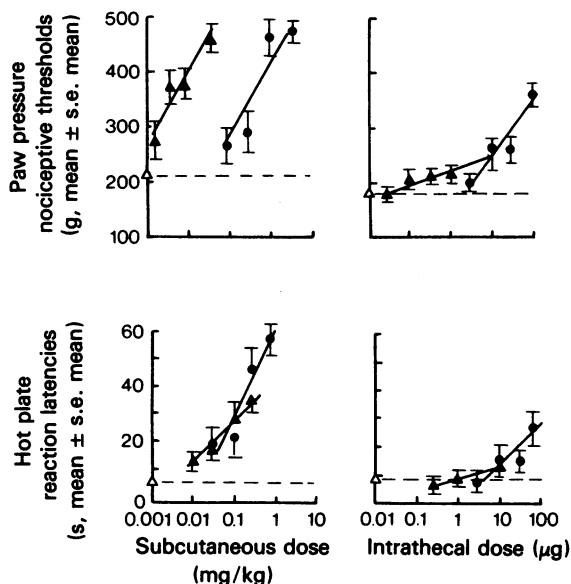 Paw pressure
nociceptive thresholds
(g, mean ± s.e. mean)
500
400
300
200
100
Hot plate
reaction latencies
(s, mean ± s.e. mean)
60
40
20
0
0.001 0.01 0.1 1 10
Subcutaneous dose
(mg/kg)
0.01 0.1 1 10 100
Intrathecal dose (μg)